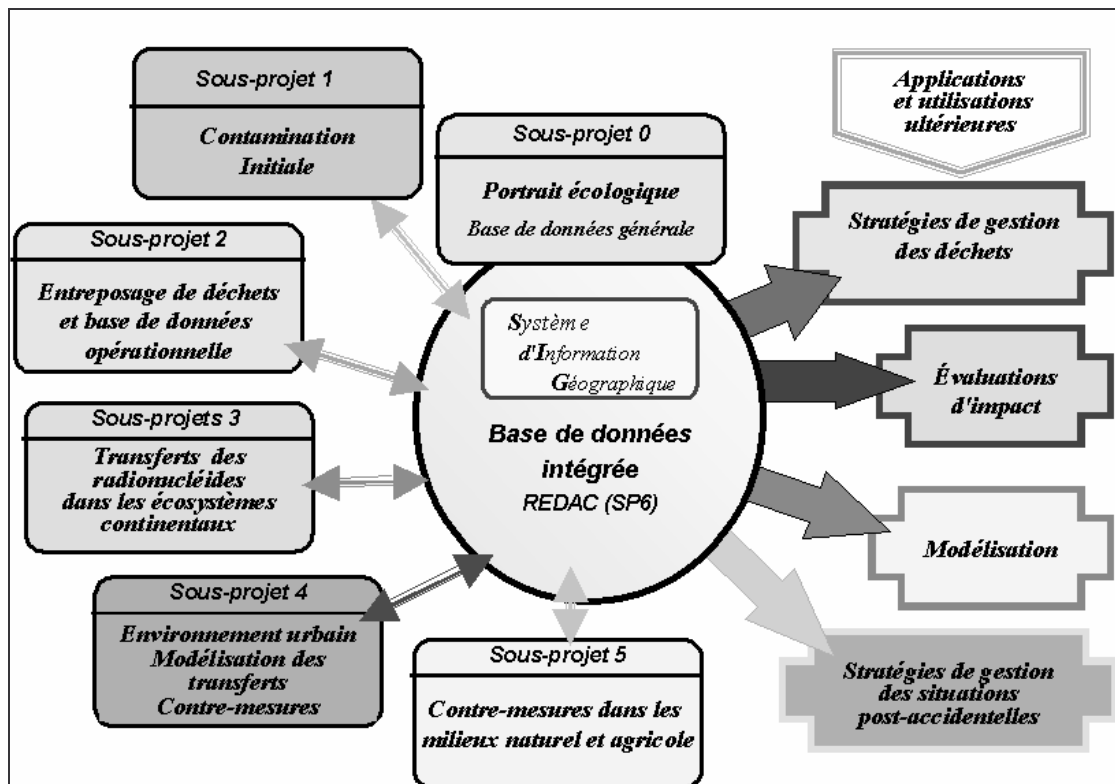 Sous-projet 1
Contamination
Initiale
Sous-projet 0
Portrait écologique
Base de données générale
Applications
et utilisations
ultérieures
Sous-projet 2
Entreposage de déchets
et base de données
opérationnelle
Sous-projets 3
Transferts des
radionucléides
dans les écosystèmes
continentaux
Sous-projet 4
Environnement urbain
Modélisation des
transferts
Contre-mesures
Sous-projet 5
Contre-mesures dans les
milieux naturel et agricole
Système
d'Information
Géographique
Base de données
intégrée
REDAC (SP6)
Stratégies de gestion
des déchets
Évaluations
d'impact
Modélisation
Stratégies de gestion
des situations
post-accidentelles